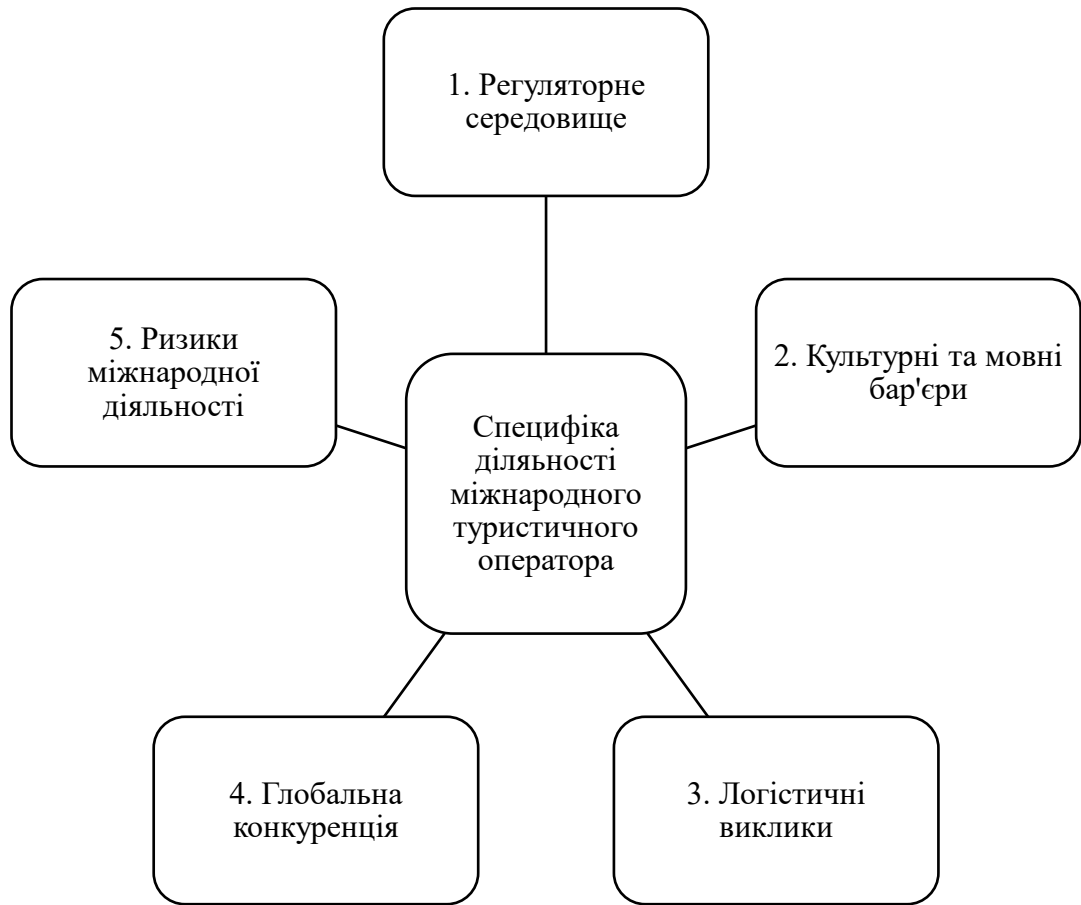 1. Регуляторне
середовище
5. Ризики
міжнародної
діяльності
2. Культурні та мовні
бар'єри
Специфіка
діляьності
міжнародного
туристичного
оператора
4. Глобальна
конкуренція
3. Логістичні
виклики